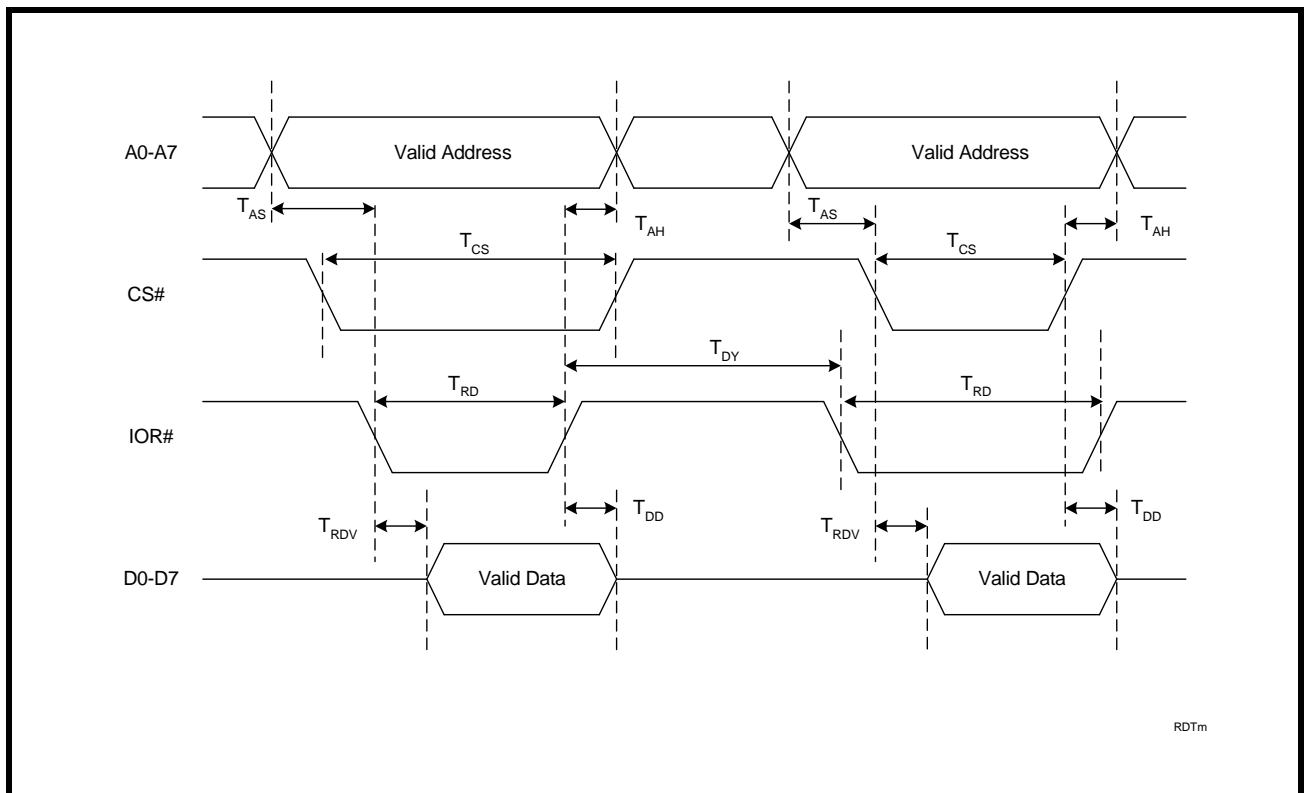 A0-A7 Valid Address Valid Address
TAS TAH TAS TAH
TCS TCS
CS#
TDY
TRD TRD
IOR#
TRDV TDD TRDV TDD
D0-D7 Valid Data Valid Data
RDTm